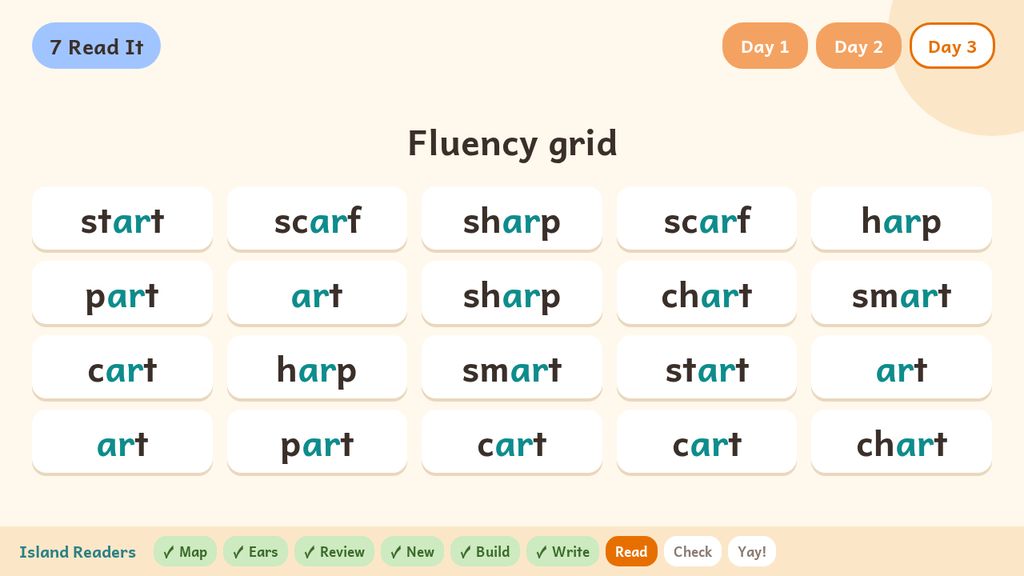 7 Read It
Day 1 Day 2 Day 3
Fluency grid
start scarf sharp scarf harp
part art sharp chart smart
cart harp smart start art
art part cart cart chart
Island Readers ✓ Map ✓ Ears ✓ Review ✓ New ✓ Build ✓ Write Read Check Yay!